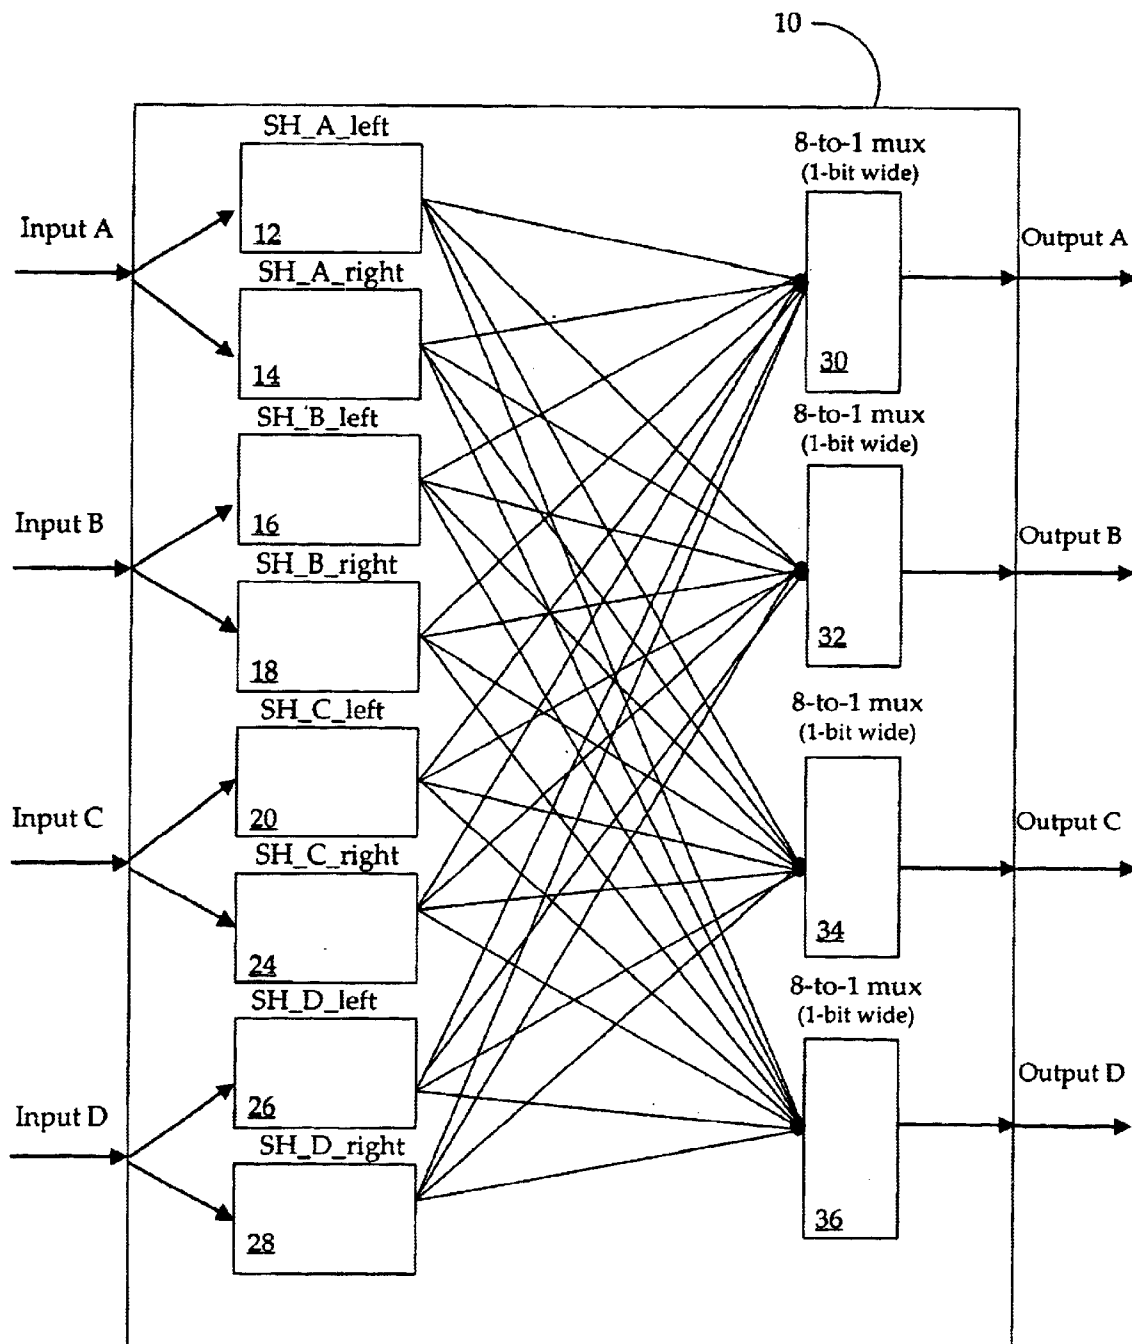 10
SH_A_left
8-to-1 mux
(1-bit wide)
Input A
12
Output A
SH_A_right
14
30
SH_B_left
8-to-1 mux
(1-bit wide)
Input B
16
Output B
SH_B_right
18
32
SH_C_left
8-to-1 mux
(1-bit wide)
Input C
20
Output C
SH_C_right
24
34
SH_D_left
8-to-1 mux
(1-bit wide)
Input D
26
Output D
SH_D_right
28
36